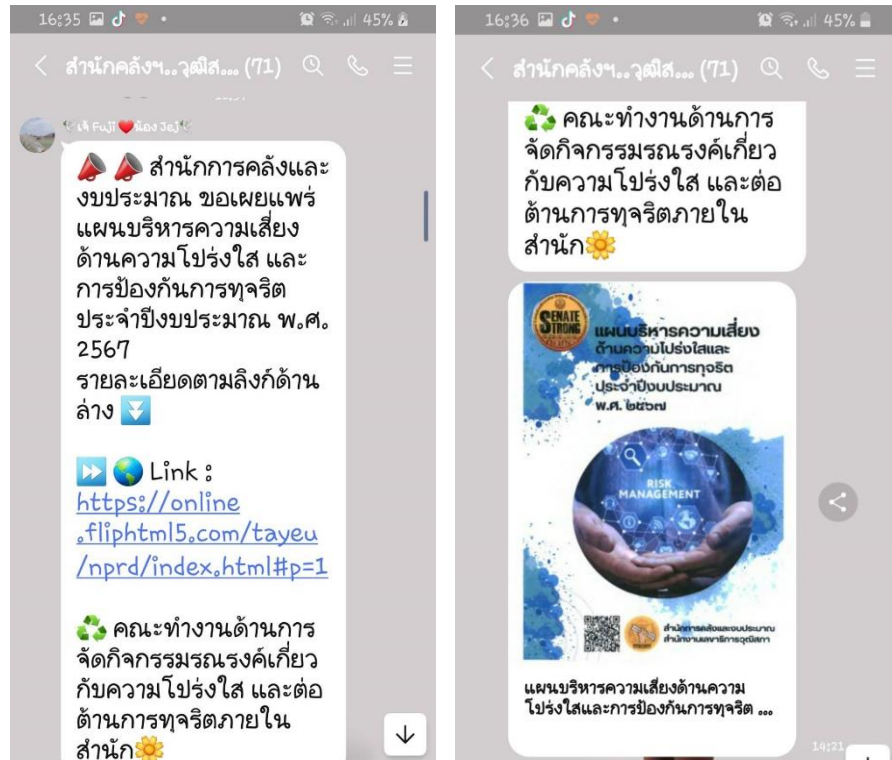 16:35
45%
สำนักคลังฯ..วุฒิส... (71)
เจ้ Fuji น้อง Jej
สำนักการคลังและ
งบประมาณ ขอเผยแพร่
แผนบริหารความเสี่ยง
ด้านความโปร่งใส และ
การป้องกันการทุจริต
ประจำปีงบประมาณ พ.ศ.
2567
รายละเอียดตามลิงก์ด้าน
ล่าง
Link :
https://online
.fliphtml5.com/tayeu
/nprd/index.html#p=1
คณะทำงานด้านการ
จัดกิจกรรมรณรงค์เกี่ยว
กับความโปร่งใส และต่อ
ต้านการทุจริตภายใน
สำนัก
16:36
45%
สำนักคลังฯ..วุฒิส... (71)
คณะทำงานด้านการ
จัดกิจกรรมรณรงค์เกี่ยว
กับความโปร่งใส และต่อ
ต้านการทุจริตภายใน
สำนัก
SENATE
STRONG
แผนบริหารความเสี่ยง
ด้านความโปร่งใสและ
การป้องกันการทุจริต
ประจำปีงบประมาณ
พ.ศ. ๒๕๖๗
RISK
MANAGEMENT
สำนักการคลังและงบประมาณ
สำนักงานเลขาธิการวุฒิสภา
แผนบริหารความเสี่ยงด้านความ
โปร่งใสและการป้องกันการทุจริต ...
14:21